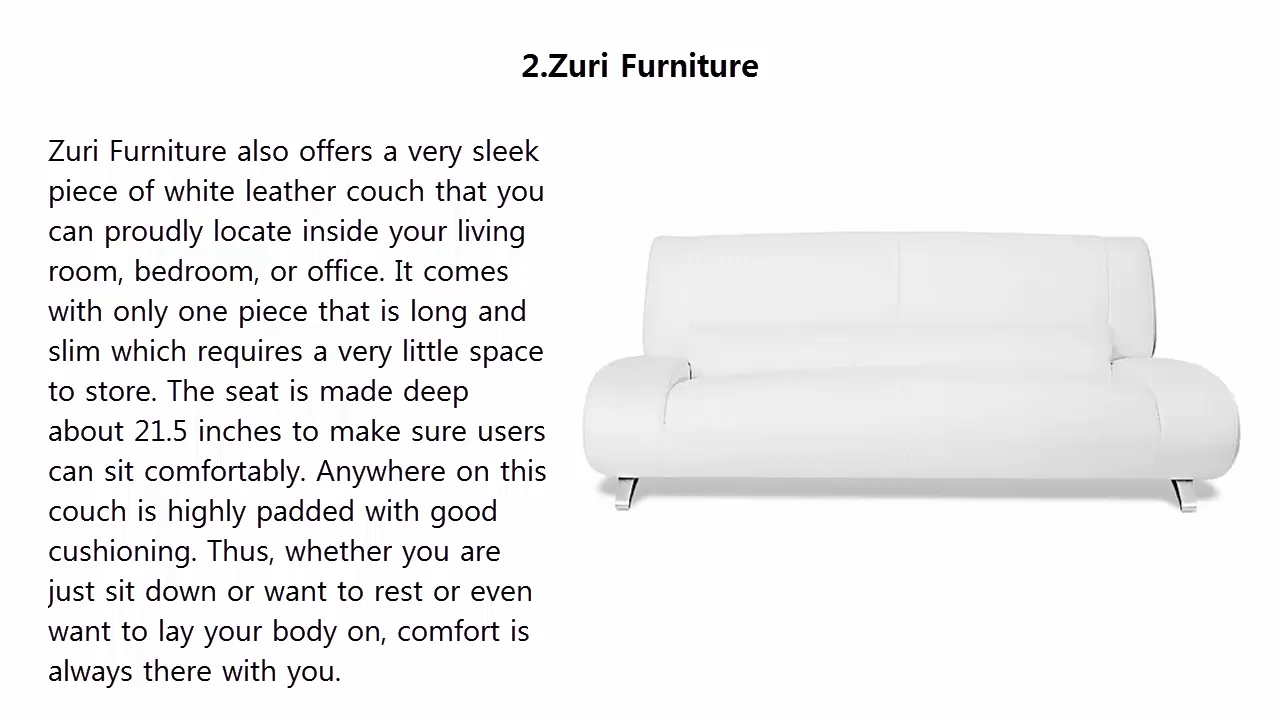 2.Zuri Furniture
Zuri Furniture also offers a very sleek
piece of white leather couch that you
can proudly locate inside your living
room, bedroom, or office. It comes
with only one piece that is long and
slim which requires a very little space
to store. The seat is made deep
about 21.5 inches to make sure users
can sit comfortably. Anywhere on this
couch is highly padded with good
cushioning. Thus, whether you are
just sit down or want to rest or even
want to lay your body on, comfort is
always there with you.